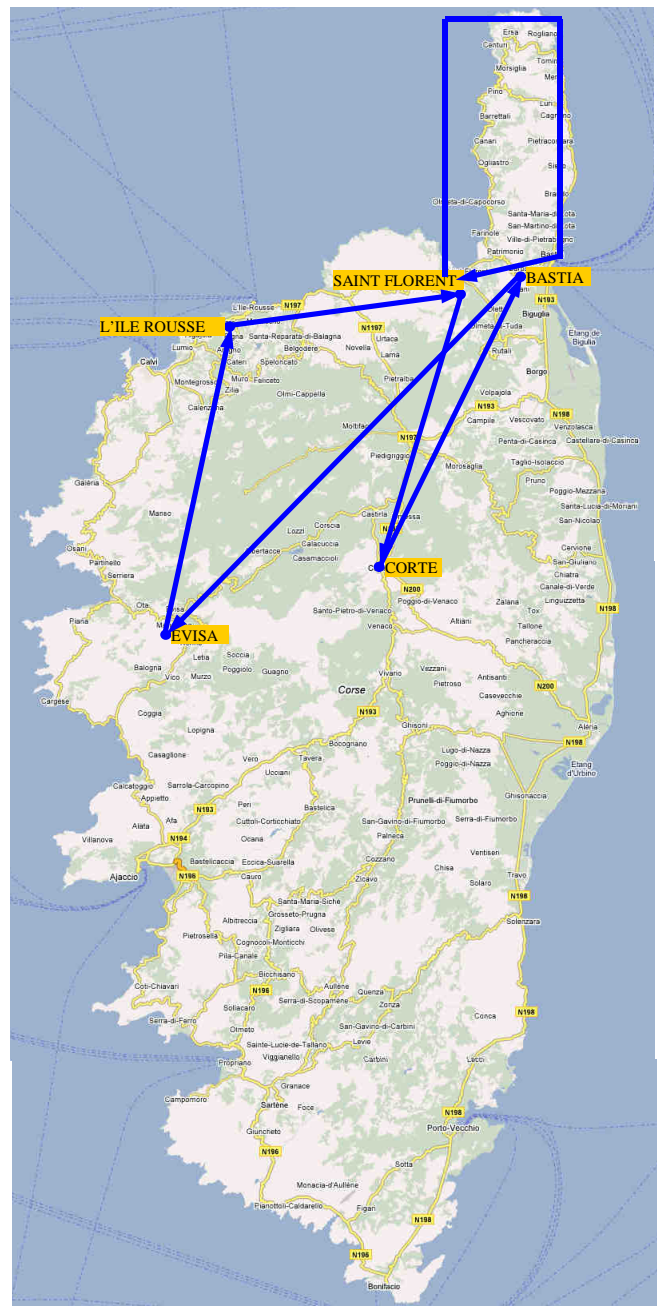 Ersa
Rogliano
Centuri
Morsiglia
Pino
Luri
Barrettali
Canari
Ogliastro
Olmeta-di-Capocorso
Santa-Maria-di-Lota
San-Martino-di-Lota
Farinole
Ville-di-Pietrabugno
Patrimonio
SAINT FLORENT
BASTIA
L'Ile-Rousse
N197
N193
L'ILE ROUSSE
N1197
Biguglia
Urtaca
Santa-Reparata-di-Balagna
Etang de
Biguglia
Lumio
Belgodère
Novella
Lama
Rutali
Calvi
Cateri
Speloncato
Borgo
Montegrosso
Muro
Felicato
Pietralba
Zilia
Olmi-Cappella
Volpajola
Calenzana
N193
N198
Campile
Vescovato
Venzolasca
Moltifao
N197
Penta-di-Casinca
Castellare-di-Casinca
Piedigriggio
Morosaglia
Taglio-Isolaccio
Galéria
Pruno
Poggio-Mezzana
Santa-Lucia-di-Moriani
Manso
Castirla
San-Nicolao
Corscia
Lozzi
Osani
Calacuccia
Cervione
Partinello
Casamaccioli
San-Giuliano
Serriera
CORTE
Chiatra
Canale-di-Verde
N200
Linguizzetta
Ota
Poggio-di-Venaco
Zalana
N198
Santo-Pietro-di-Venaco
Tox
Piana
Altiani
Tallone
Venaco
EVISA
Pancheraccia
Letia
Soccia
Balogna
Poggiolo
Guagno
Vezzani
Vico
Murzo
Vivano
Antisanti
Pietroso
N200
Cargese
Corse
Casevecchie
Coggia
N193
Aghione
Lopigna
Ghisoni
Aléria
Bocognano
N198
Casaglione
Vero
Tavera
Lugo-di-Nazza
Poggio-di-Nazza
Etang
d'Urbino
Ucciani
Calcatoggio
Sarrola-Carcopino
Ghisonaccia
Appietto
N193
Peri
Bastelica
Prunelli-di-Fiumorbo
Alata
Afa
Cuttoli-Corticchiato
San-Gavino-di-Fiumorbo
Serra-di-Fiumorbo
Villanova
N194
Ocana
Palneca
Ventiseri
Bastelicaccia
Eccica-Suarella
Cozzano
Chisa
Ajaccio
N196
Cauro
Zicavo
Solaro
Travo
N198
Santa-Maria-Siché
Albitreccia
Grosseto-Prugna
Solenzara
Pietrosella
Zigliara
Olivese
Cognocoli-Monticchi
Pila-Canale
Bicchisano
Coti-Chiavari
Aullène
N196
Quenza
Serra-di-Scopamène
Zonza
Sollacaro
N198
Serra-di-Ferro
Conca
Olmeto
San-Gavino-di-Carbini
Sainte-Lucie-de-Tallano
Levie
Viggianello
Carbini
Lecci
Propriano
Granace
Campomoro
Sartène
Foce
N198
Giuncheto
Porto-Vecchio
N196
Sotta
Monacia-d'Aullène
Pianottoli-Caldarello
Figari
N198
N196
Bonifacio